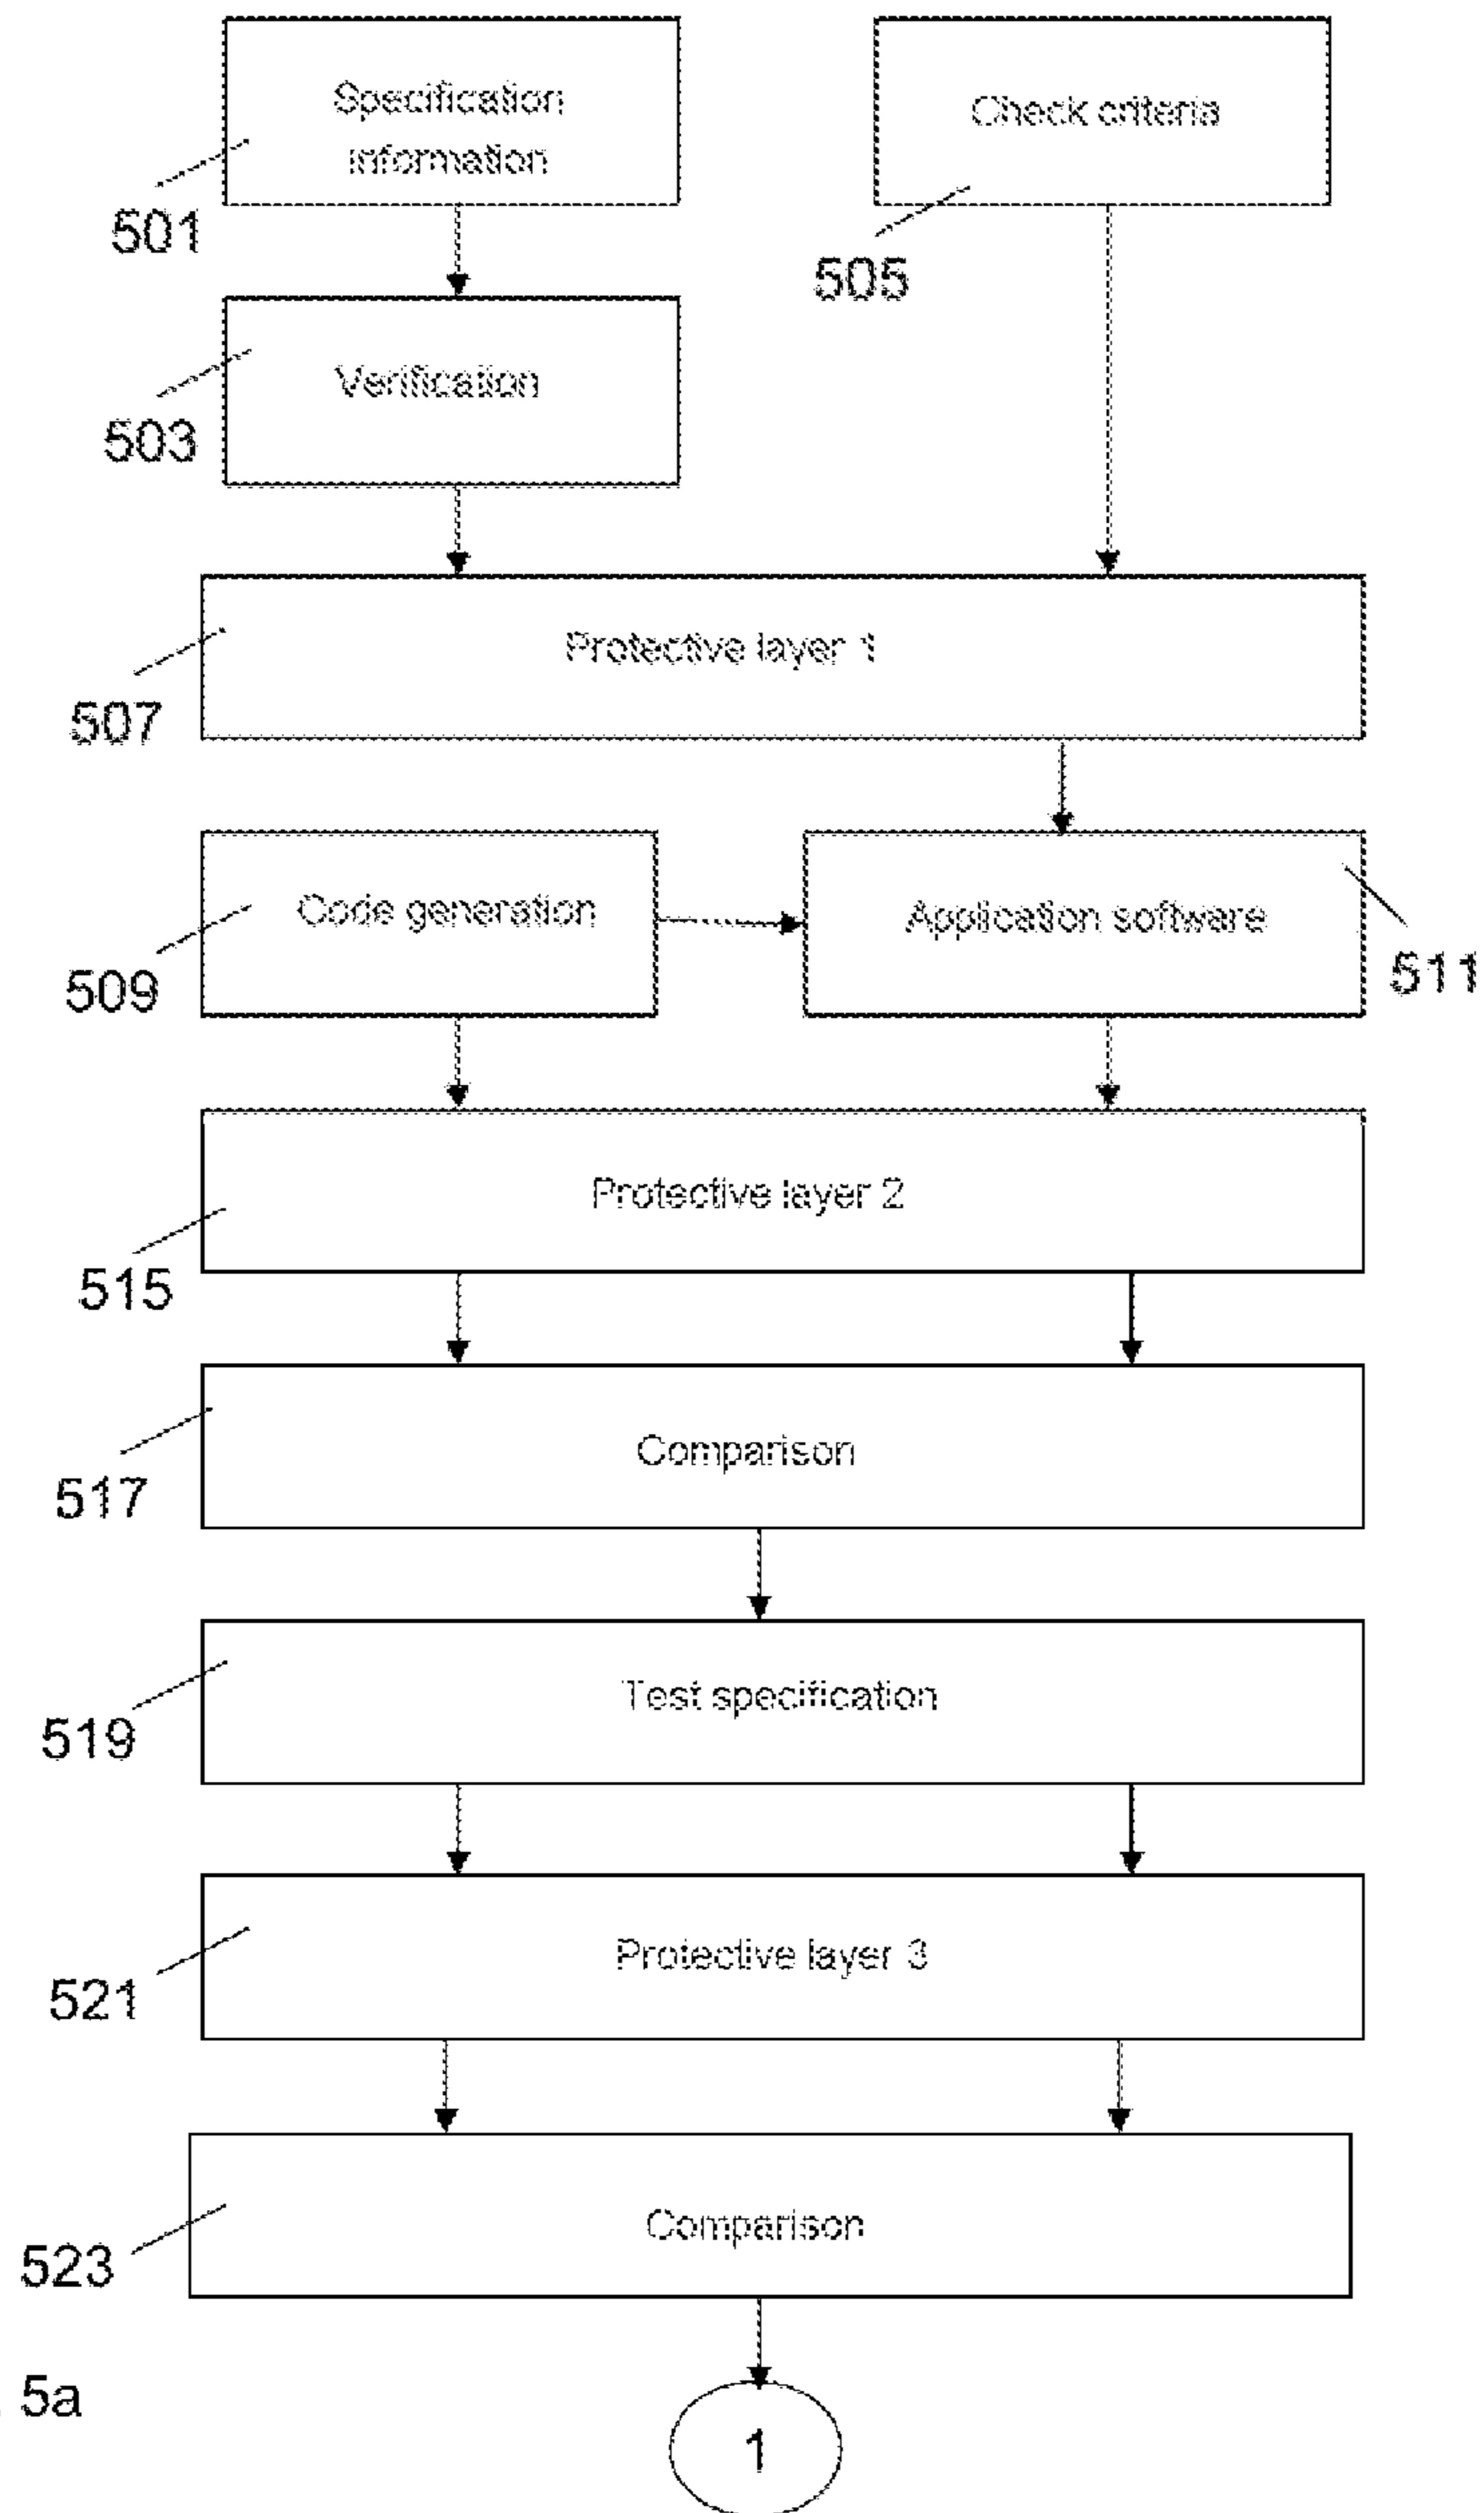 Specification
information
501
Check criteria
505
Verification
503
Protective layer 1
507
Code generation
509
Application software
511
Protective layer 2
515
Comparison
517
Test specification
519
Protective layer 3
521
Comparison
523
5a
1